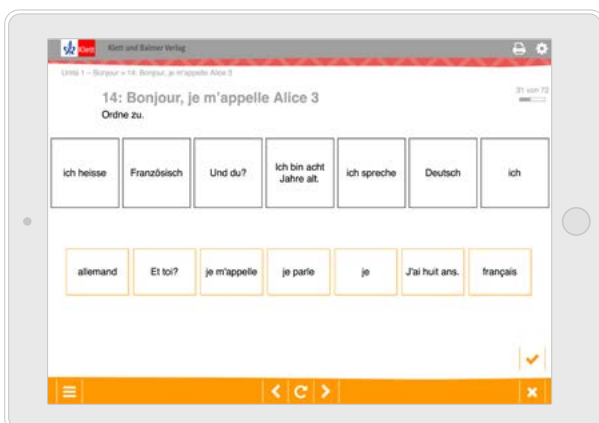 Klett
Klett und Balmer Verlag
Unité 1 – Bonjour » 14: Bonjour, je m'appelle Alice 3
31 von 72
14: Bonjour, je m'appelle Alice 3
Ordne zu.
ich heisse
Französisch
Und du?
Ich bin acht
Jahre alt.
ich spreche
Deutsch
ich
allemand
Et toi?
je m'appelle
je parle
je
J'ai huit ans.
français